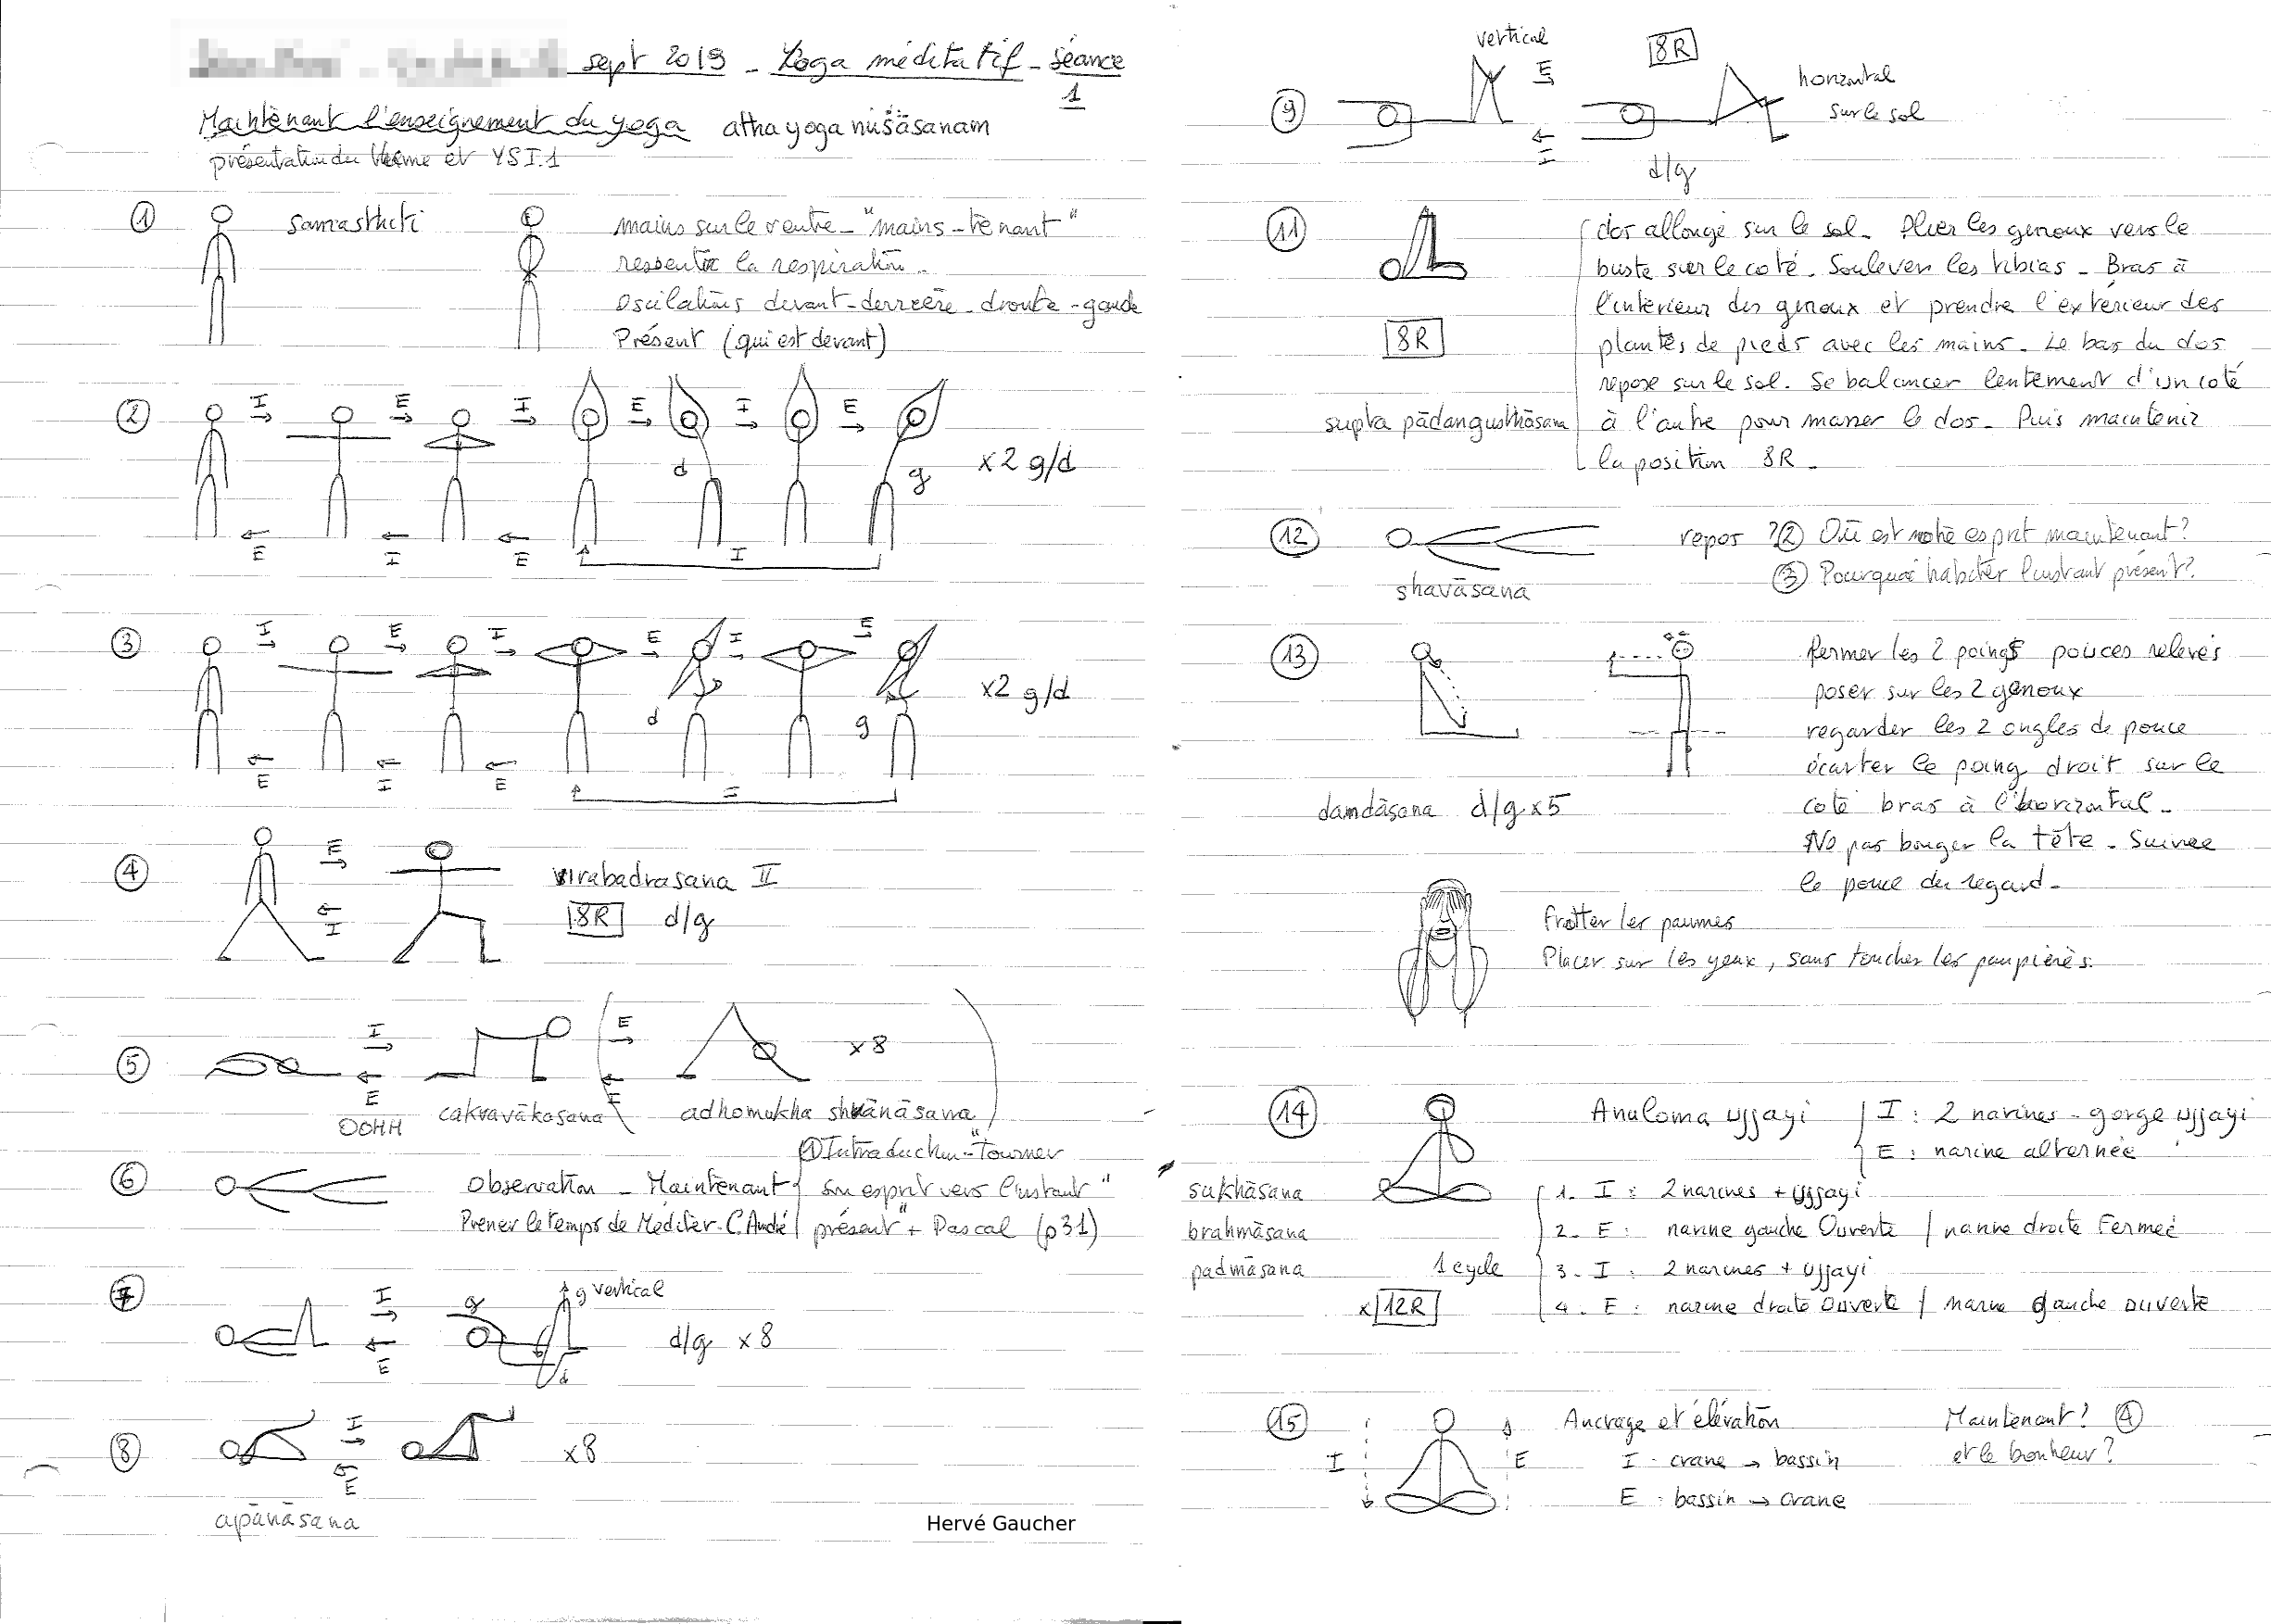 sept 2019 - Yoga méditatif - Séance
1
Maintenant l'enseignement du yoga atha yoga nuśāsanam
présentation du thème et YSI.1
① samasthiti mains sur le ventre - "mains - tenant"
ressentir la respiration.
Oscilations devant - derrière - droite - gauche
Présent (qui est devant)
② I E I E I E
d g x2 g/d
E I E I
③ I E I E I E
d g x2 g/d
E I E I
④ E virabadrasana II
I 8R d/g
⑤ I E x8
E E
OOHH cakravākasana adhomukha shvānāsana
① Introduction - "Tourner
⑥ Observation - Maintenant son esprit vers l'instant"
Prener le temps de Méditer - C. André présent" + Pascal (p31)
⑦ I g g vertical
E d/g x8
d
⑧ I x8
E
apānāsana
Hervé Gaucher
vertical 8R
⑨ E horizontal
sur le sol
I d/g
11 dos allongé sur le sol. Plier les genoux vers le
buste sur le coté. Soulever les tibias - Bras à
l'intérieur des genoux et prendre l'exterieur des
8R plantes de pieds avec les mains. Le bas du dos
repose sur le sol. Se balancer lentement d'un coté
supta pādangusthāsana à l'autre pour masser le dos. Puis maintenir
la position 8R.
12 repos ?② Où est notre esprit maintenant?
shavāsana ③ Pourquoi habiter l'instant présent?
13 fermer les 2 poings pouces relevés
poser sur les 2 genoux
regarder les 2 ongles de pouce
écarter le poing droit sur le
damdāsana d/g x5 coté bras à l'horizontal.
Ne pas bouger la tête. Suivre
le pouce du regard.
Frotter les paumes
Placer sur les yeux, sans toucher les paupières.
14 Anuloma ujjayi I : 2 narines - gorge ujjayi
E : narine alternée
sukhāsana 1. I : 2 narines + ujjayi
brahmāsana 2. E : narine gauche Ouverte / narine droite Fermée
padmāsana 1 cycle 3. I : 2 narines + ujjayi
x 12R 4. E : narine droite Ouverte / narine gauche ouverte
15 Ancrage et élévation Maintenant? ④
I E I : crane → bassin et le bonheur?
E : bassin → crane